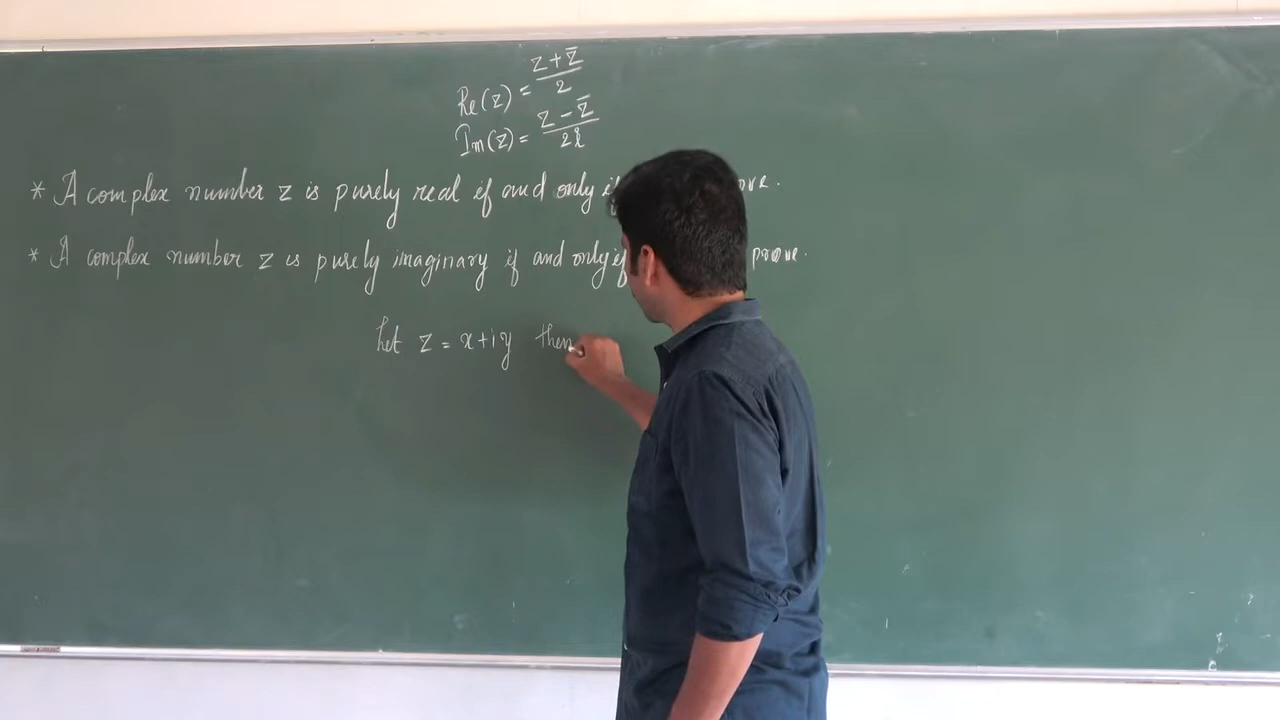 Re(z) = z + z̅ / 2
Im(z) = z - z̅ / 2i
* A complex number z is purely real if and only if
* A complex number z is purely imaginary if and only if prove.
Let z = x + iy then